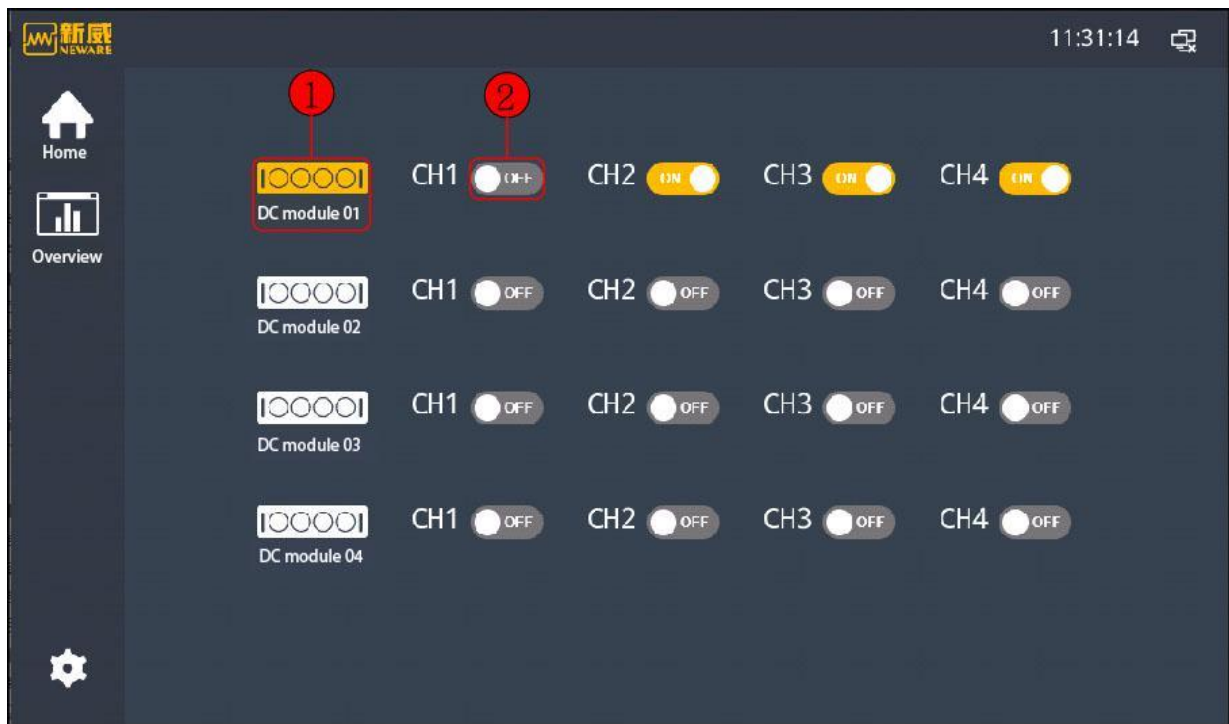 新威
NEWARE
11:31:14
1
2
Home
CH1 OFF CH2 ON CH3 ON CH4 ON
DC module 01
Overview
CH1 OFF CH2 OFF CH3 OFF CH4 OFF
DC module 02
CH1 OFF CH2 OFF CH3 OFF CH4 OFF
DC module 03
CH1 OFF CH2 OFF CH3 OFF CH4 OFF
DC module 04